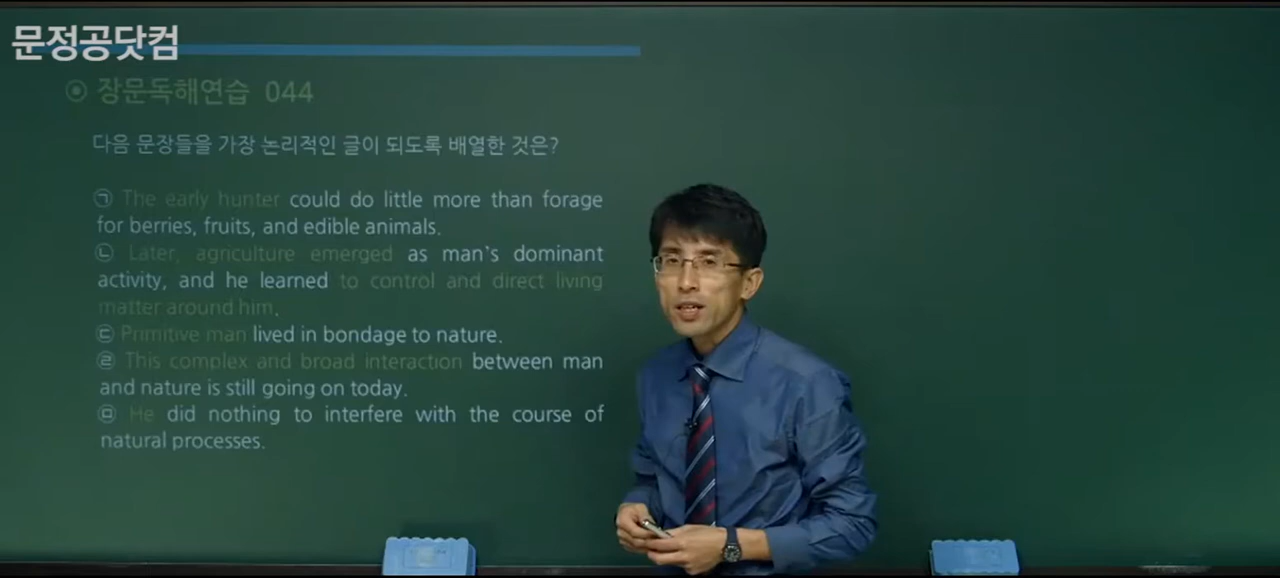 문정공닷컴
⦿ 장문독해연습 044
다음 문장들을 가장 논리적인 글이 되도록 배열한 것은?
㉠ The early hunter could do little more than forage
for berries, fruits, and edible animals.
㉡ Later, agriculture emerged as man's dominant
activity, and he learned to control and direct living
matter around him.
㉢ Primitive man lived in bondage to nature.
㉣ This complex and broad interaction between man
and nature is still going on today.
㉤ He did nothing to interfere with the course of
natural processes.